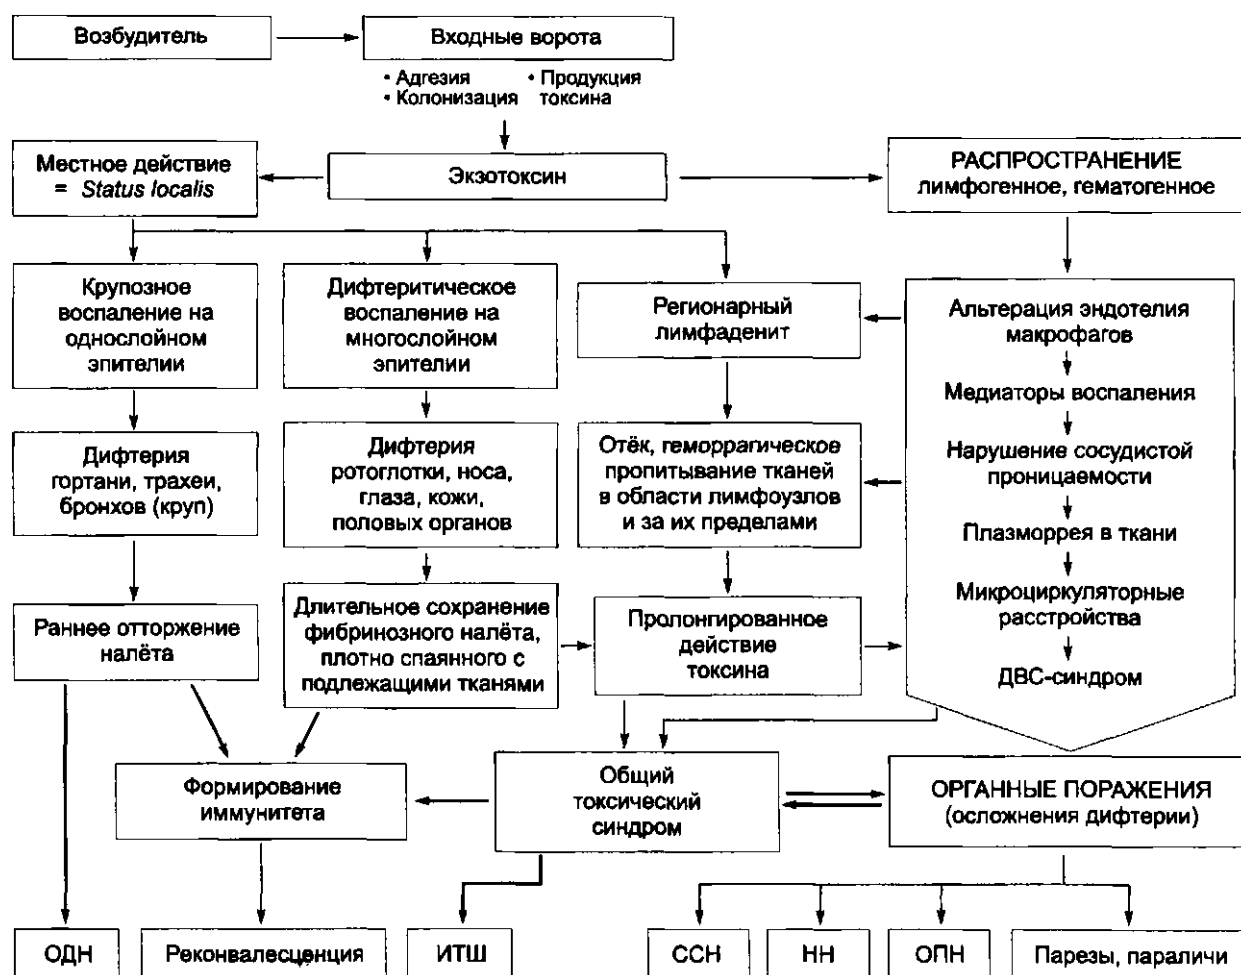 Возбудитель
Входные ворота
• Адгезия
• Колонизация
• Продукция
токсина
Местное действие
= Status localis
Экзотоксин
РАСПРОСТРАНЕНИЕ
лимфогенное, гематогенное
Крупозное
воспаление на
однослойном
эпителии
Дифтеритическое
воспаление на
многослойном
эпителии
Регионарный
лимфаденит
Альтерация эндотелия
макрофагов
Медиаторы воспаления
Нарушение сосудистой
проницаемости
Плазморрея в ткани
Микроциркуляторные
расстройства
ДВС-синдром
Дифтерия
гортани, трахеи,
бронхов (круп)
Дифтерия
ротоглотки, носа,
глаза, кожи,
половых органов
Отёк, геморрагическое
пропитывание тканей
в области лимфоузлов
и за их пределами
Раннее отторжение
налёта
Длительное сохранение
фибринозного налёта,
плотно спаянного с
подлежащими тканями
Пролонгированное
действие
токсина
Формирование
иммунитета
Общий
токсический
синдром
ОРГАННЫЕ ПОРАЖЕНИЯ
(осложнения дифтерии)
ОДН
Реконвалесценция
ИТШ
ССН
НН
ОПН
Парезы, параличи